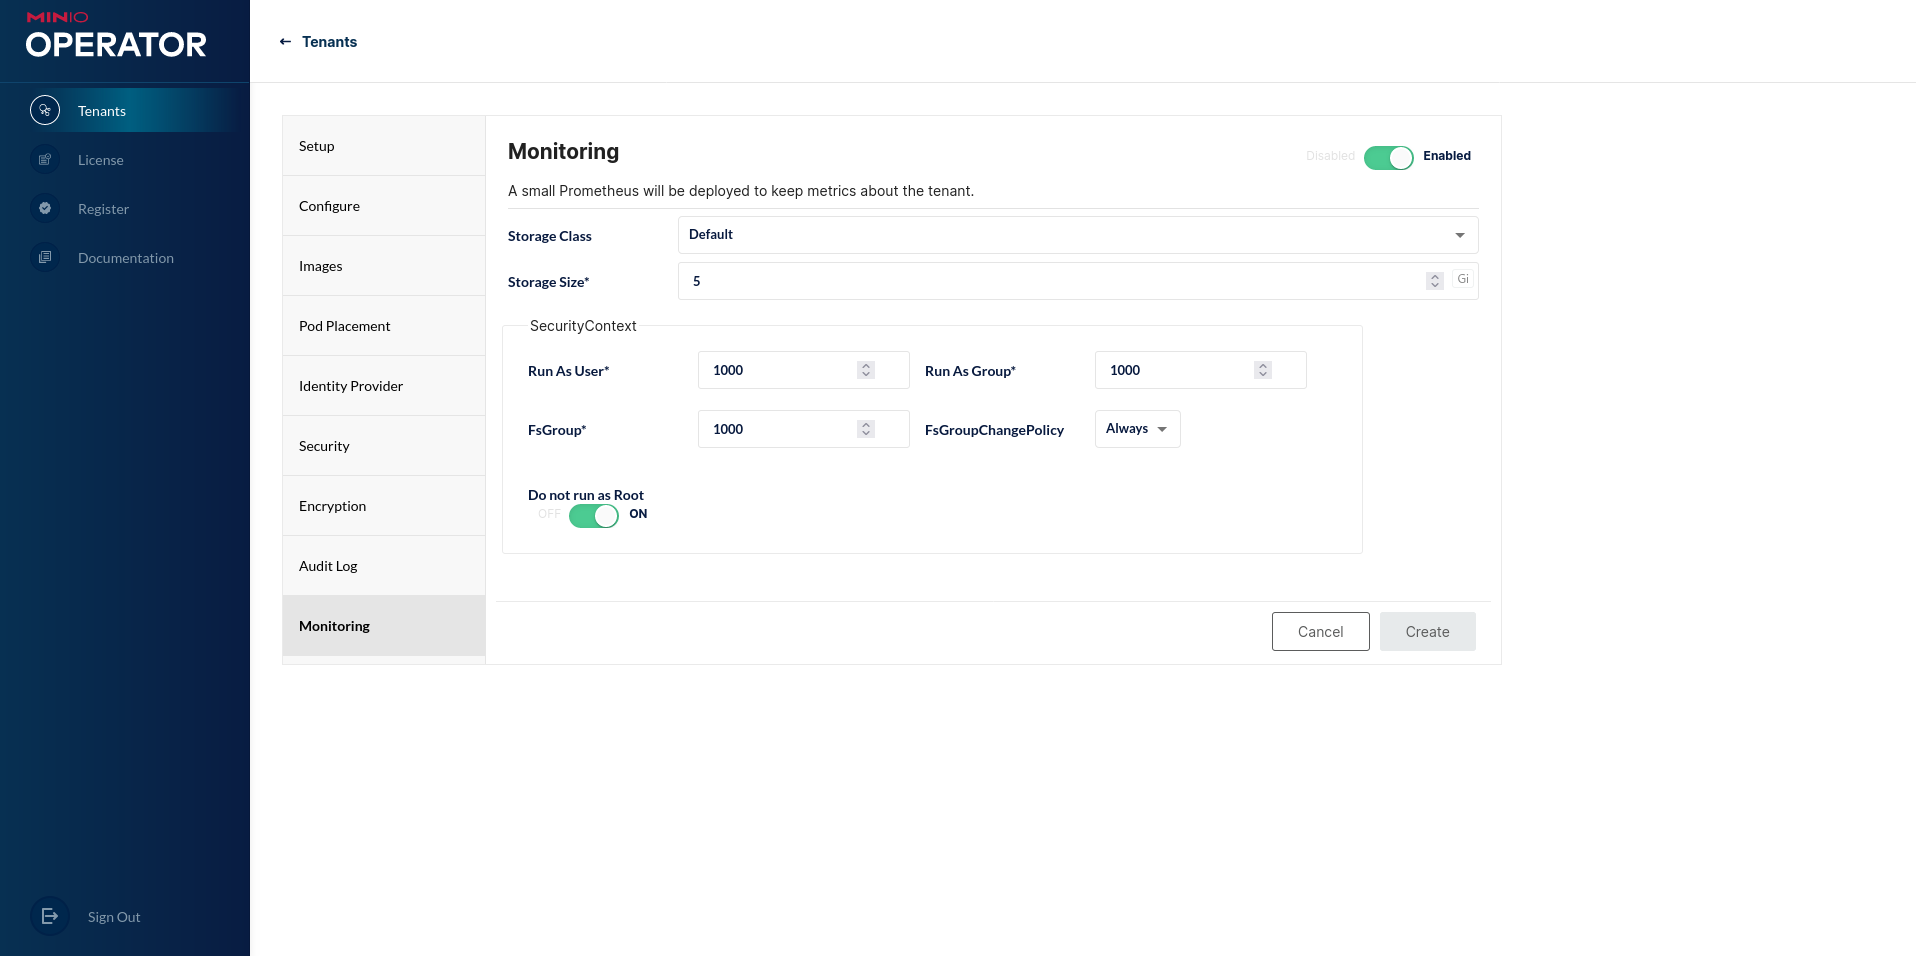 MINIO
OPERATOR
Tenants
License
Register
Documentation
Sign Out
Tenants
Setup
Configure
Images
Pod Placement
Identity Provider
Security
Encryption
Audit Log
Monitoring
Monitoring
Disabled Enabled
A small Prometheus will be deployed to keep metrics about the tenant.
Storage Class Default
Storage Size* 5 Gi
SecurityContext
Run As User* 1000 Run As Group* 1000
FsGroup* 1000 FsGroupChangePolicy Always
Do not run as Root
OFF ON
Cancel Create